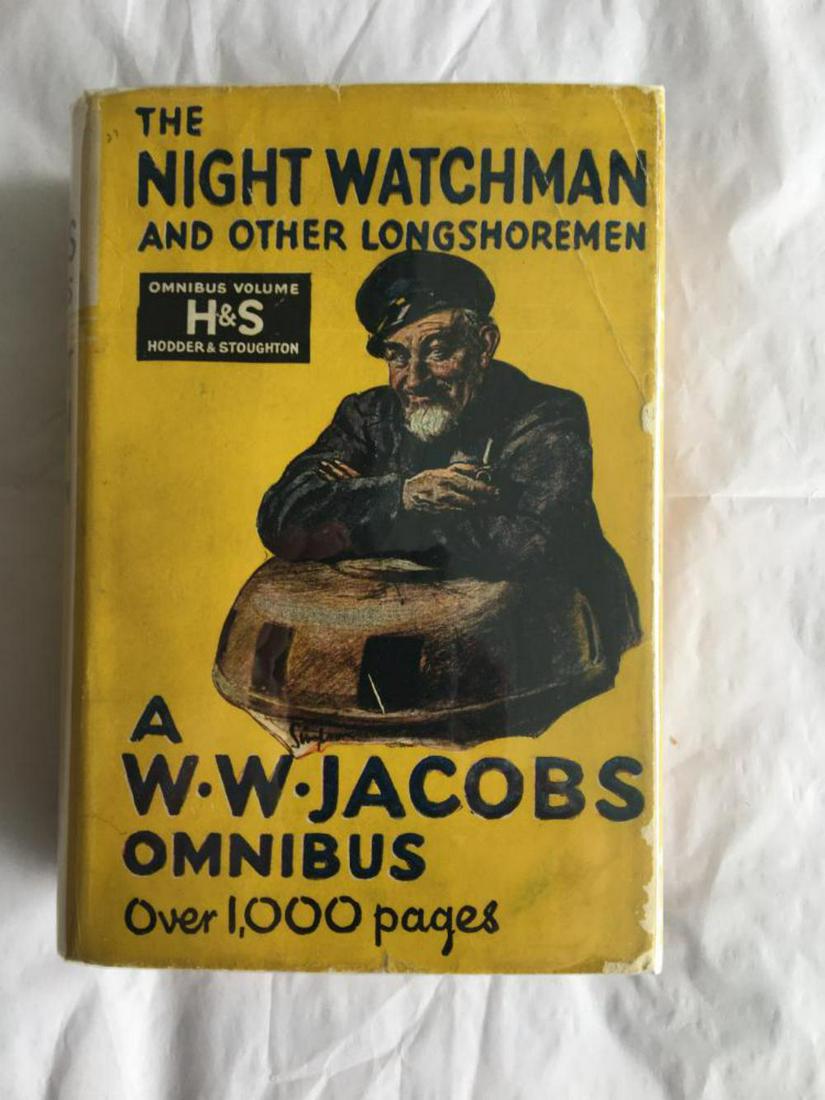 THE
NIGHT WATCHMAN
AND OTHER LONGSHOREMEN
OMNIBUS VOLUME
H&S
HODDER & STOUGHTON
A
W·W·JACOBS
OMNIBUS
Over 1,000 pages